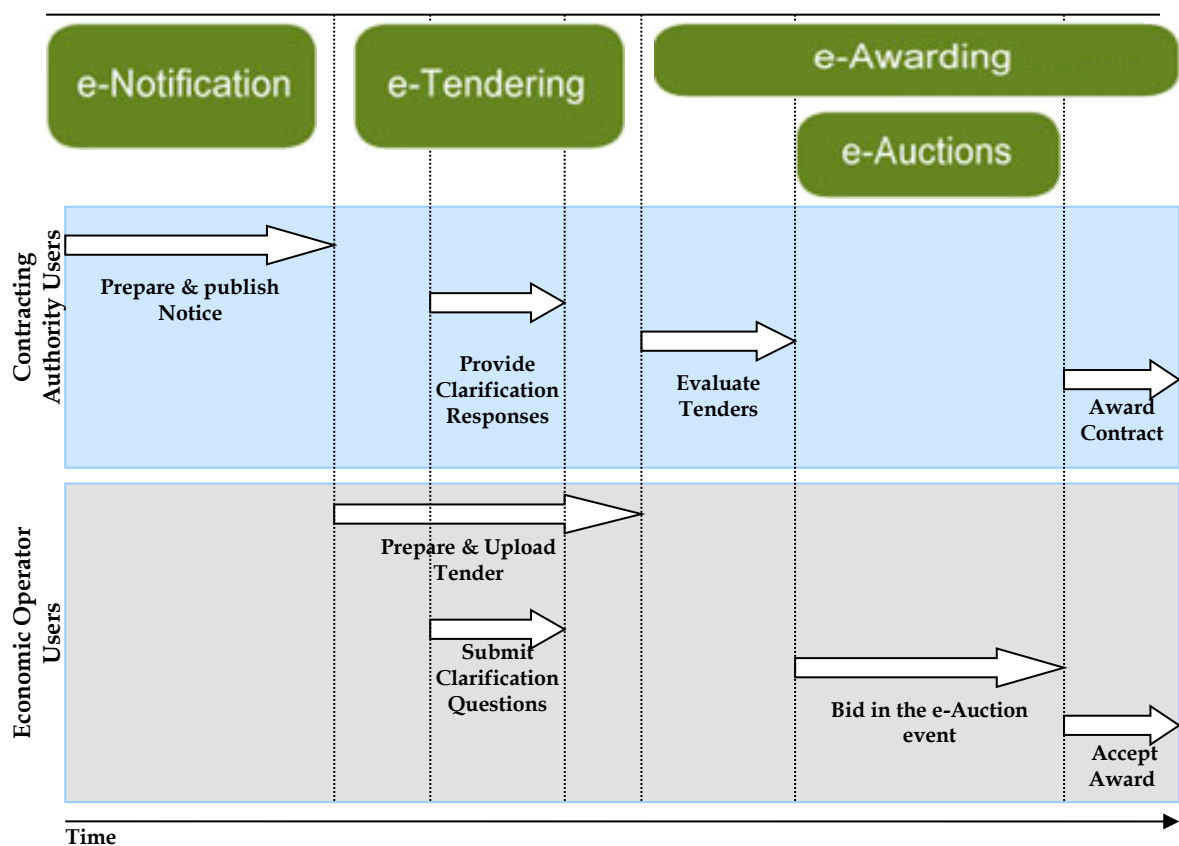 e-Notification
e-Tendering
e-Awarding
e-Auctions
Contracting
Authority Users
Prepare & publish
Notice
Provide
Clarification
Responses
Evaluate
Tenders
Award
Contract
Economic Operator
Users
Prepare & Upload
Tender
Submit
Clarification
Questions
Bid in the e-Auction
event
Accept
Award
Time